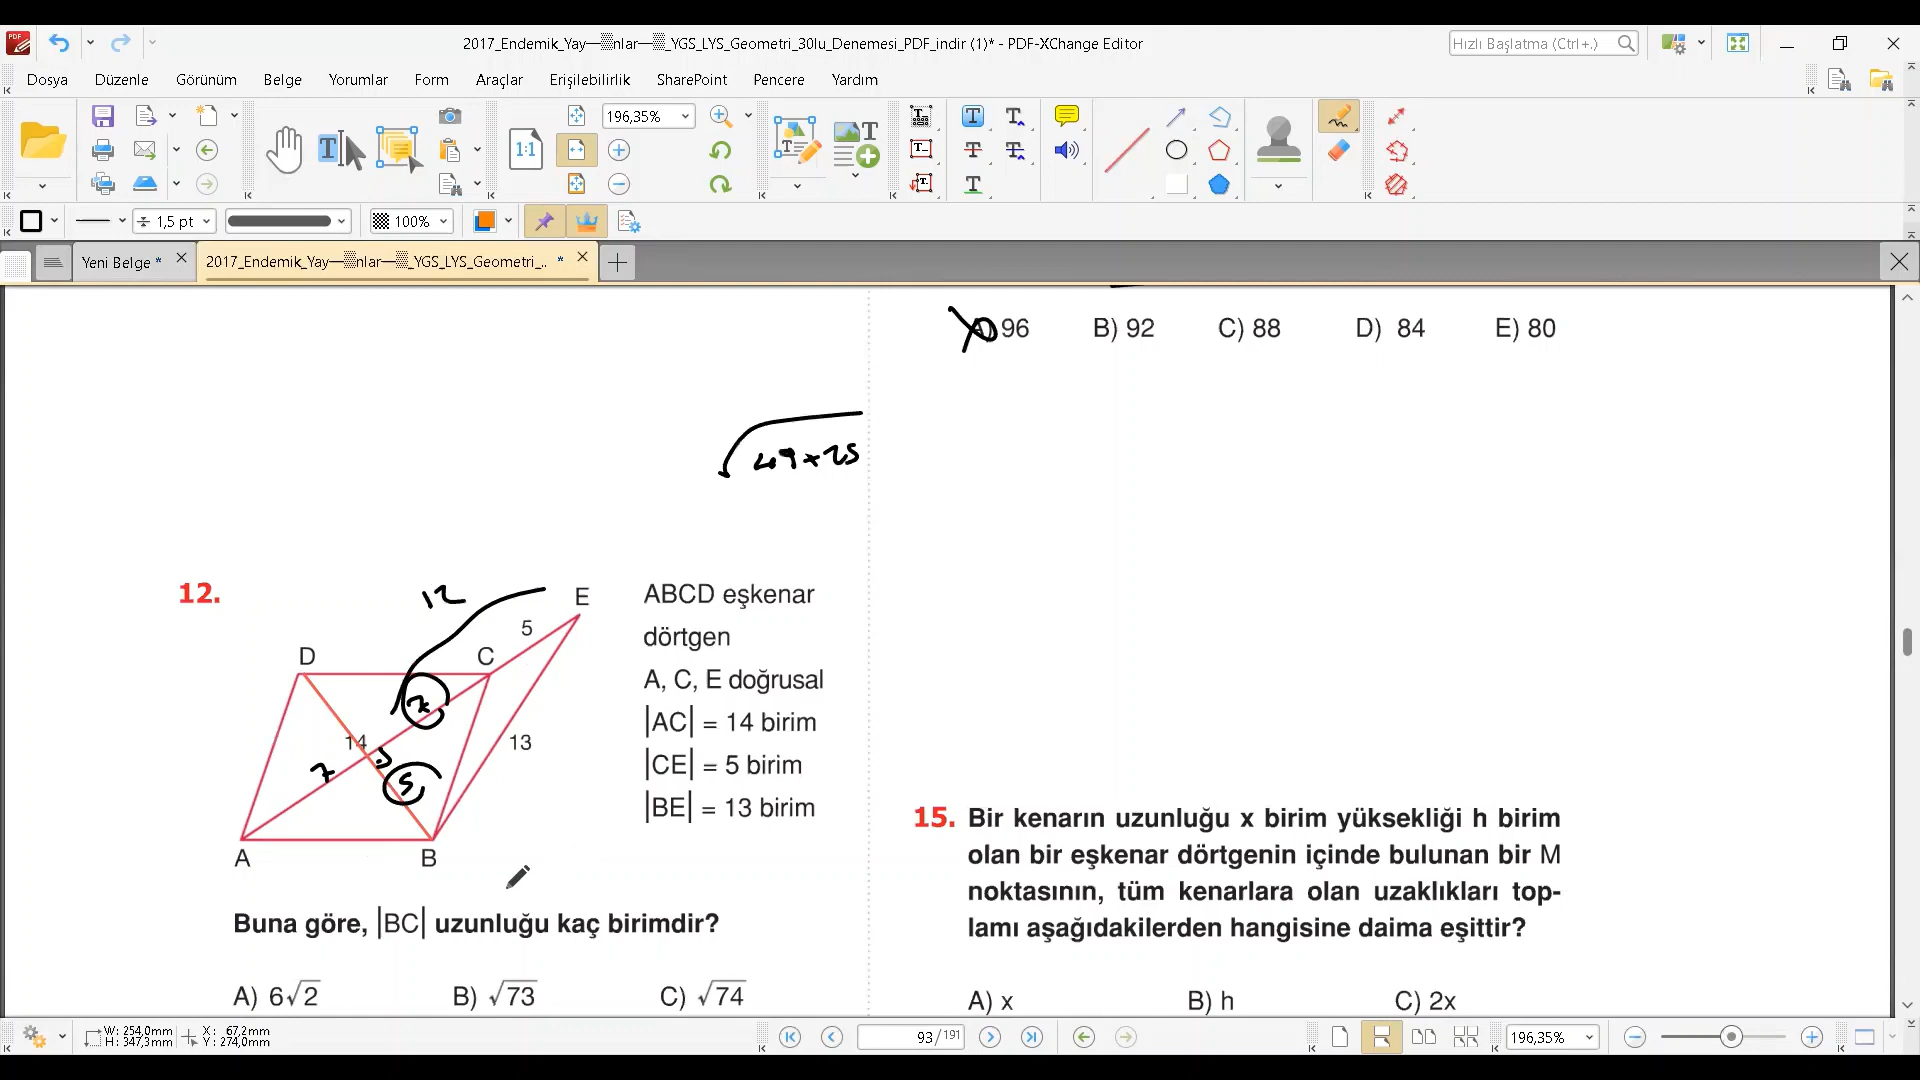 2017_Endemik_Yay—▒nlar—▒_YGS_LYS_Geometri_30lu_Denemesi_PDF_indir (1)* - PDF-XChange Editor
Hızlı Başlatma (Ctrl+.)
Dosya Düzenle Görünüm Belge Yorumlar Form Araçlar Erişilebilirlik SharePoint Pencere Yardım
196,35%
1:1
1,5 pt
100%
Yeni Belge *
2017_Endemik_Yay—▒nlar—▒_YGS_LYS_Geometri_.. *
A) 96 B) 92 C) 88 D) 84 E) 80
√49+25
12.
12
E
5
D
C
7
14
13
7
5
A
B
ABCD eşkenar
dörtgen
A, C, E doğrusal
|AC| = 14 birim
|CE| = 5 birim
|BE| = 13 birim
Buna göre, |BC| uzunluğu kaç birimdir?
A) 6√2 B) √73 C) √74
15. Bir kenarın uzunluğu x birim yüksekliği h birim
olan bir eşkenar dörtgenin içinde bulunan bir M
noktasının, tüm kenarlara olan uzaklıkları top-
lamı aşağıdakilerden hangisine daima eşittir?
A) x B) h C) 2x
W: 254,0mm
H: 347,3mm
X: 67,2mm
Y: 274,0mm
93 / 191
196,35%